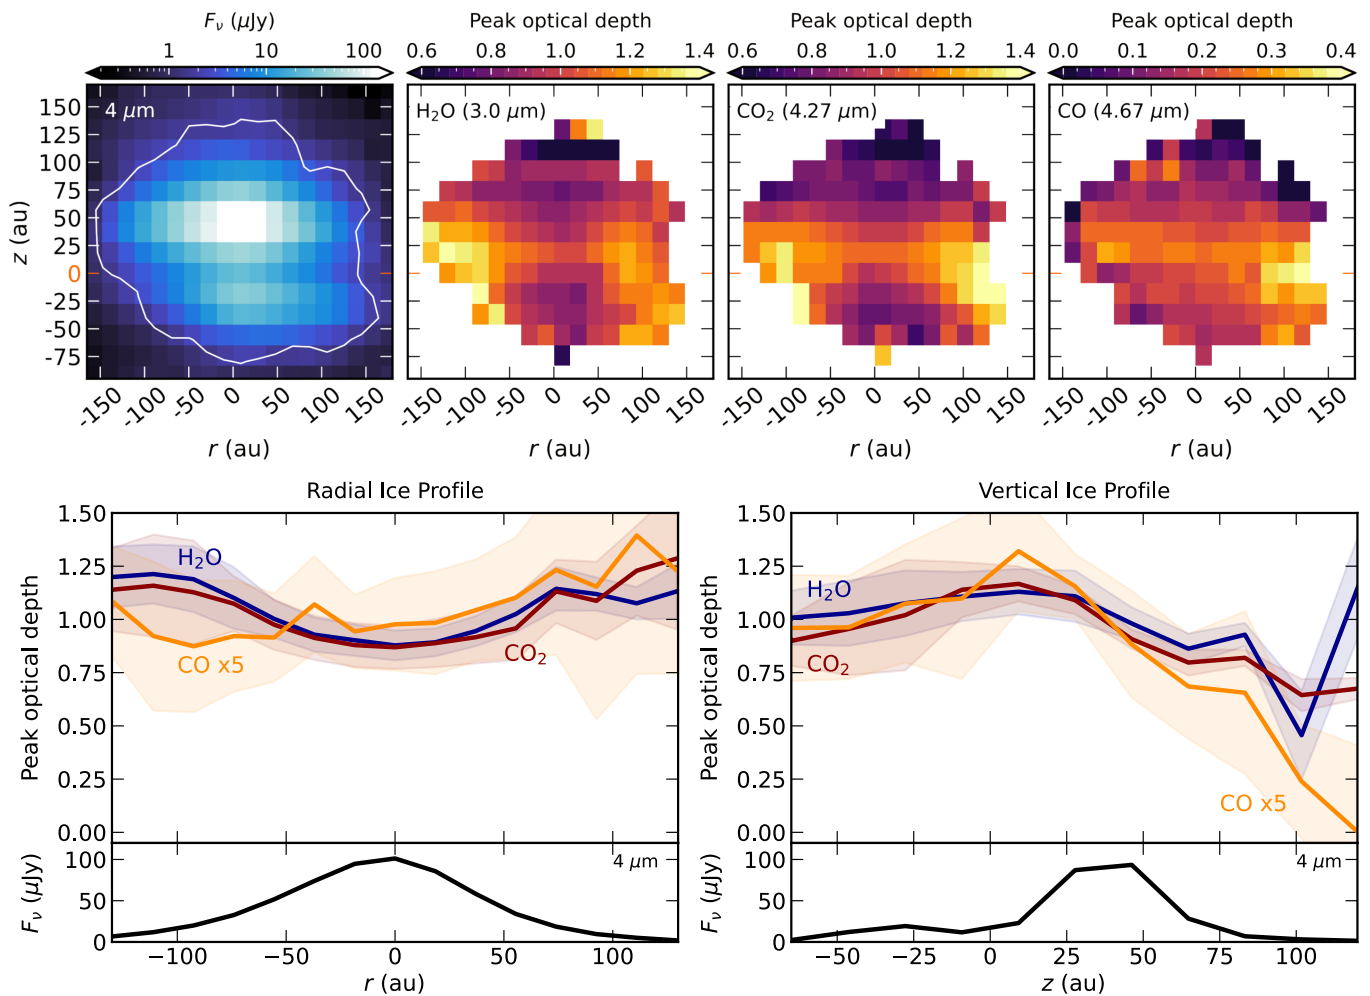 F_ν (μJy)
Peak optical depth
Peak optical depth
Peak optical depth
1 10 100
0.6 0.8 1.0 1.2 1.4
0.6 0.8 1.0 1.2 1.4
0.0 0.1 0.2 0.3 0.4
4 μm
H₂O (3.0 μm)
CO₂ (4.27 μm)
CO (4.67 μm)
z (au)
150
125
100
75
50
25
0
-25
-50
-75
-150 -100 -50 0 50 100 150
-150 -100 -50 0 50 100 150
-150 -100 -50 0 50 100 150
-150 -100 -50 0 50 100 150
r (au)
r (au)
r (au)
r (au)
Radial Ice Profile
Peak optical depth
1.50
1.25
1.00
0.75
0.50
0.25
0.00
H₂O
CO x5
CO₂
F_ν (μJy)
100
50
0
4 μm
−100 −50 0 50 100
r (au)
Vertical Ice Profile
Peak optical depth
1.50
1.25
1.00
0.75
0.50
0.25
0.00
H₂O
CO₂
CO x5
F_ν (μJy)
100
50
0
4 μm
−50 −25 0 25 50 75 100
z (au)